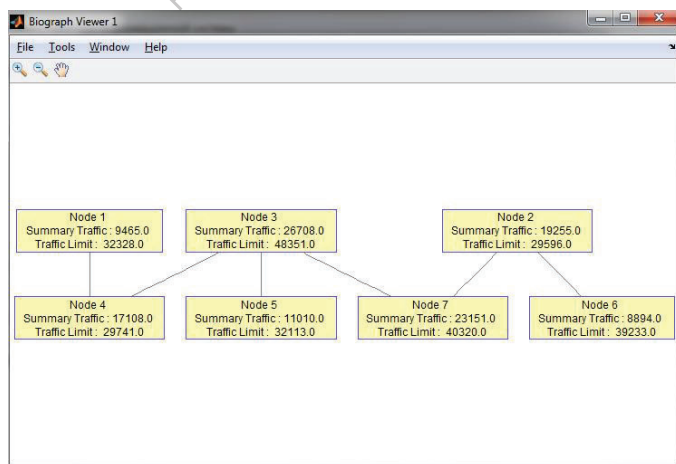 Biograph Viewer 1
File Tools Window Help
Node 1
Summary Traffic : 9465.0
Traffic Limit : 32328.0
Node 3
Summary Traffic : 26708.0
Traffic Limit : 48351.0
Node 2
Summary Traffic : 19255.0
Traffic Limit : 29596.0
Node 4
Summary Traffic : 17108.0
Traffic Limit : 29741.0
Node 5
Summary Traffic : 11010.0
Traffic Limit : 32113.0
Node 7
Summary Traffic : 23151.0
Traffic Limit : 40320.0
Node 6
Summary Traffic : 8894.0
Traffic Limit : 39233.0